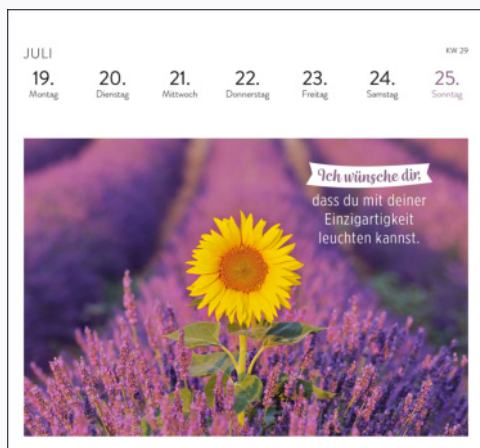 JULI
KW 29
19. 20. 21. 22. 23. 24. 25.
Montag Dienstag Mittwoch Donnerstag Freitag Samstag Sonntag
Ich wünsche dir,
dass du mit deiner
Einzigartigkeit
leuchten kannst.